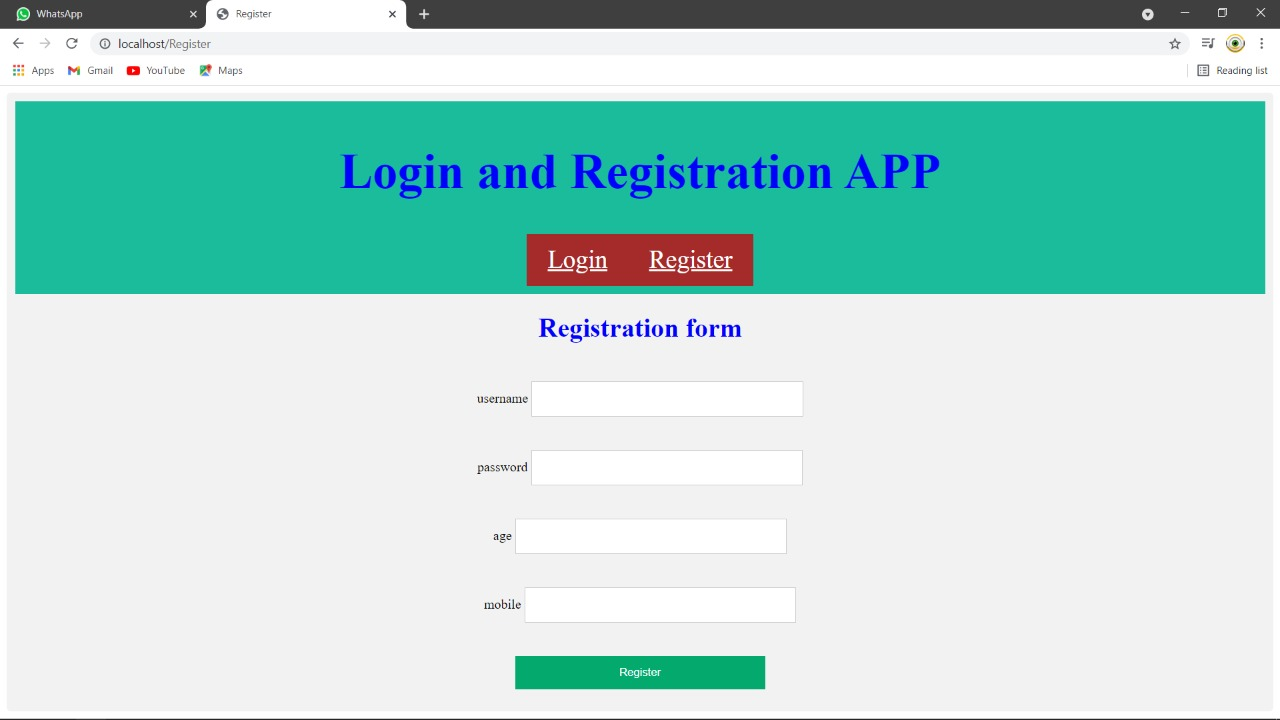 WhatsApp
Register
localhost/Register
Apps Gmail YouTube Maps Reading list
Login and Registration APP
Login Register
Registration form
username
password
age
mobile
Register